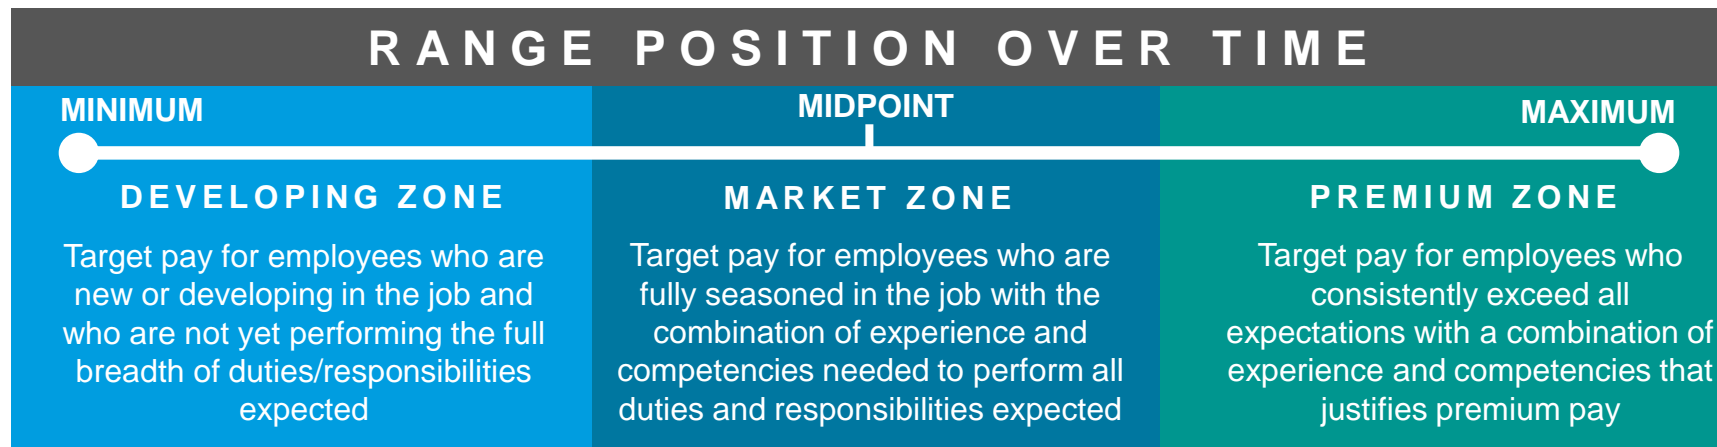 RANGE POSITION OVER TIME
MINIMUM
MIDPOINT
MAXIMUM
DEVELOPING ZONE
Target pay for employees who are
new or developing in the job and
who are not yet performing the full
breadth of duties/responsibilities
expected
MARKET ZONE
Target pay for employees who are
fully seasoned in the job with the
combination of experience and
competencies needed to perform all
duties and responsibilities expected
PREMIUM ZONE
Target pay for employees who
consistently exceed all
expectations with a combination of
experience and competencies that
justifies premium pay